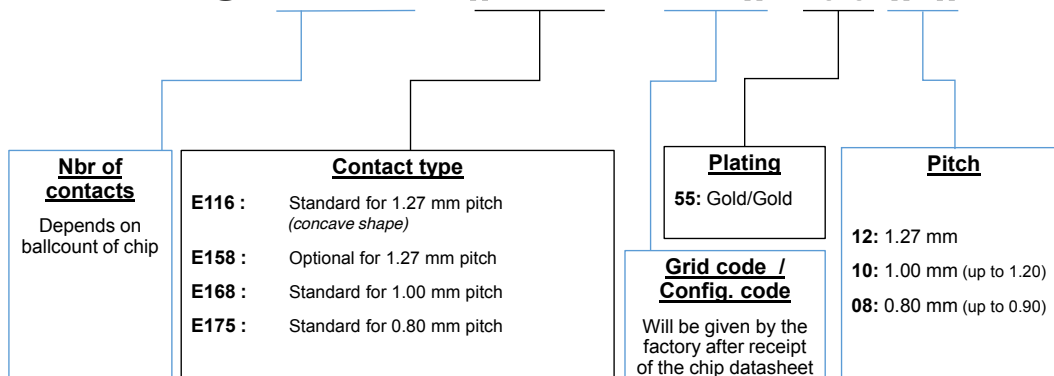 Nbr of
contacts
Depends on
ballcount of chip
Contact type
E116 : Standard for 1.27 mm pitch
(concave shape)
E158 : Optional for 1.27 mm pitch
E168 : Standard for 1.00 mm pitch
E175 : Standard for 0.80 mm pitch
Plating
55: Gold/Gold
Grid code /
Config. code
Will be given by the
factory after receipt
of the chip datasheet
Pitch
12: 1.27 mm
10: 1.00 mm (up to 1.20)
08: 0.80 mm (up to 0.90)